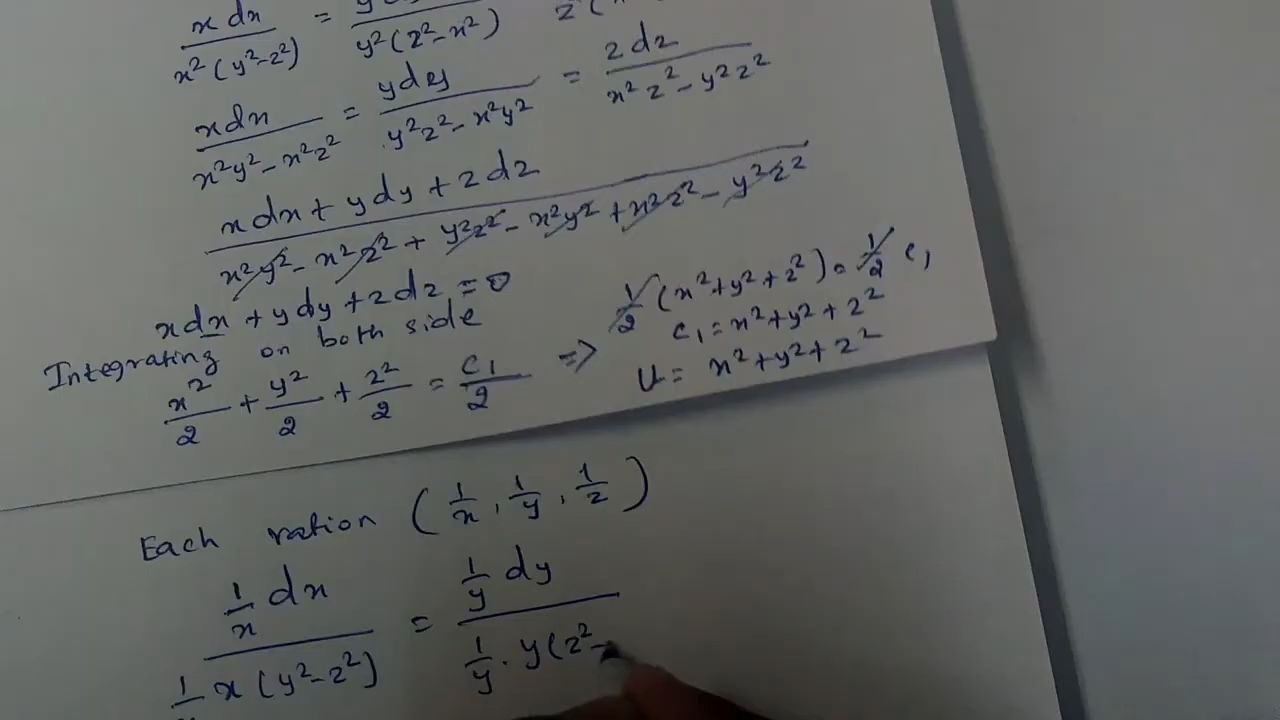 x dx / x²(y²-z²) = / y²(z²-x²) z(
x dx / x²y²-x²z² = y dy / y²z²-x²y² = z dz / x²z²-y²z²
x dx + y dy + z dz / x²y²-x²z²+y²z²-x²y²+x²z²-y²z²
x dx + y dy + z dz = 0
Integrating on both side
x²/2 + y²/2 + z²/2 = c₁/2 => 1/2 (x²+y²+z²) = 1/2 c₁
c₁ = x²+y²+z²
U = x²+y²+z²
Each ration (1/x, 1/y, 1/z)
1/x dx / 1/x x(y²-z²) = 1/y dy / 1/y · y(z²-